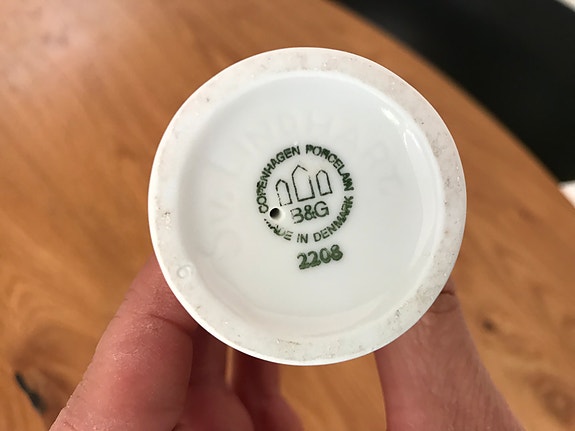 COPENHAGEN PORCELAIN
B&G
MADE IN DENMARK
2208